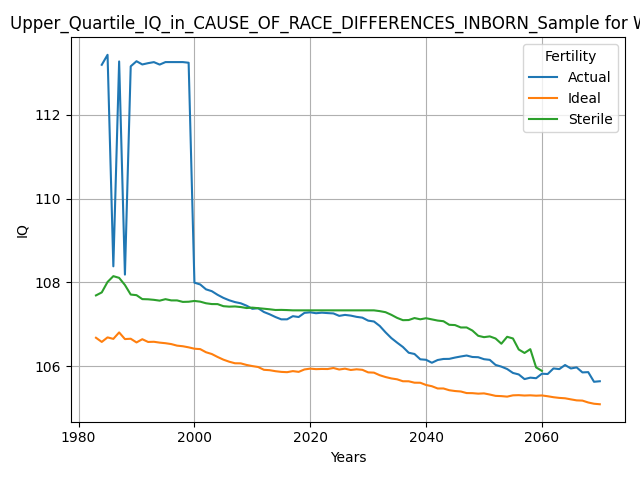 Upper_Quartile_IQ_in_CAUSE_OF_RACE_DIFFERENCES_INBORN_Sample for W
Fertility
Actual
Ideal
Sterile
112
110
108
106
IQ
1980 2000 2020 2040 2060
Years